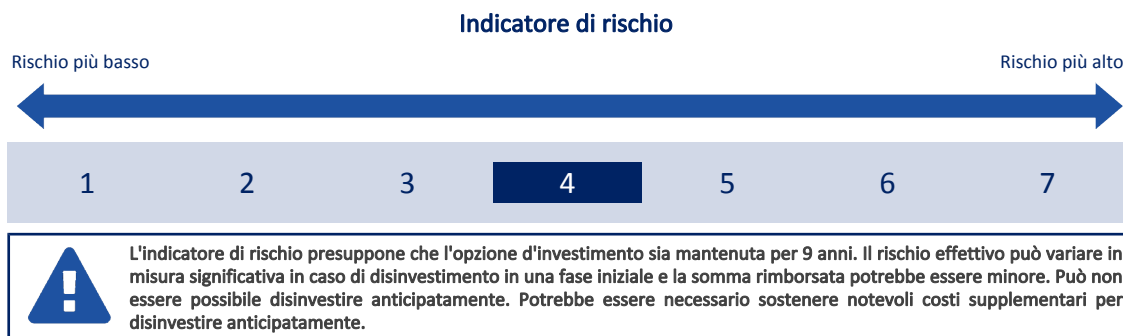 Indicatore di rischio
Rischio più basso
Rischio più alto
1 2 3 4 5 6 7
L'indicatore di rischio presuppone che l'opzione d'investimento sia mantenuta per 9 anni. Il rischio effettivo può variare in
misura significativa in caso di disinvestimento in una fase iniziale e la somma rimborsata potrebbe essere minore. Può non
essere possibile disinvestire anticipatamente. Potrebbe essere necessario sostenere notevoli costi supplementari per
disinvestire anticipatamente.